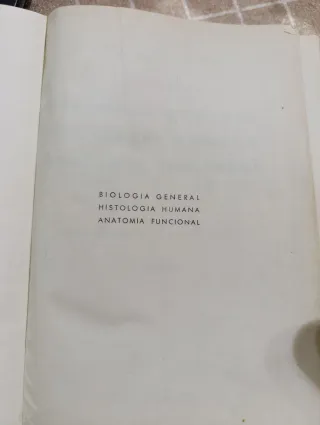 BIOLOGIA GENERAL
HISTOLOGIA HUMANA
ANATOMIA FUNCIONAL